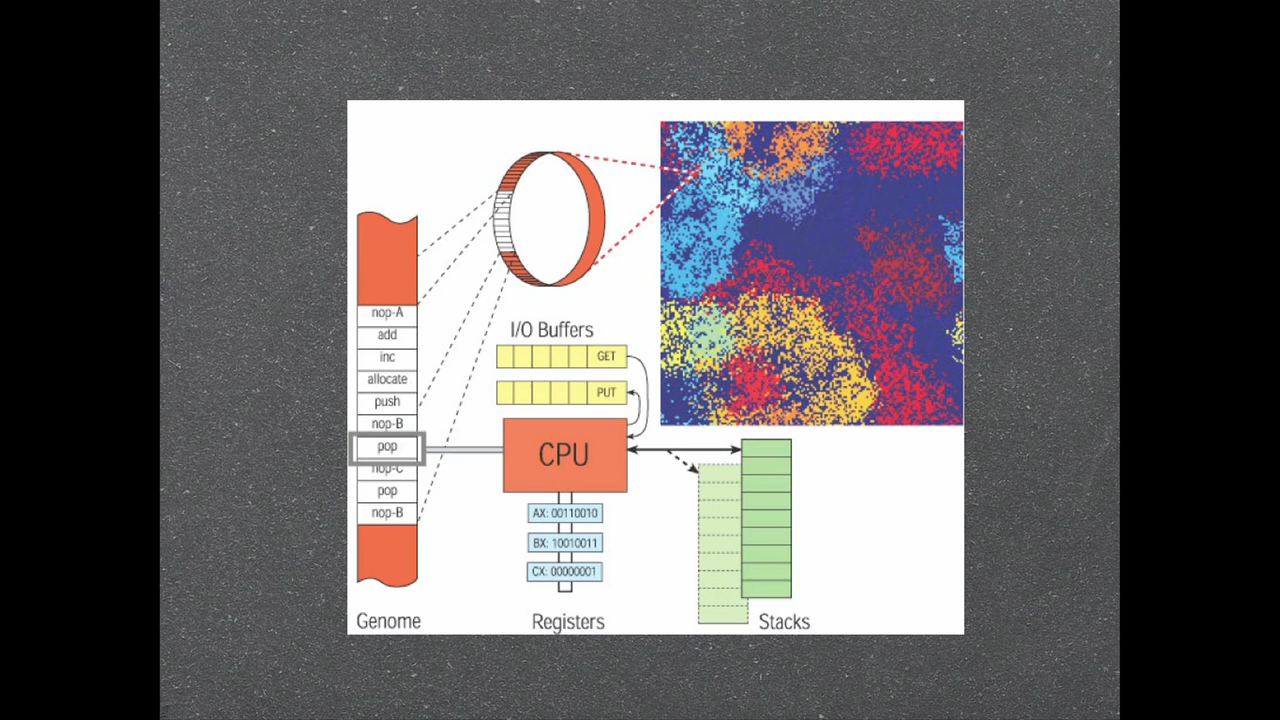 nop-A
add
inc
allocate
push
nop-B
pop
nop-C
pop
nop-B
Genome
I/O Buffers
GET
PUT
CPU
AX: 00110010
BX: 10010011
CX: 00000001
Registers
Stacks